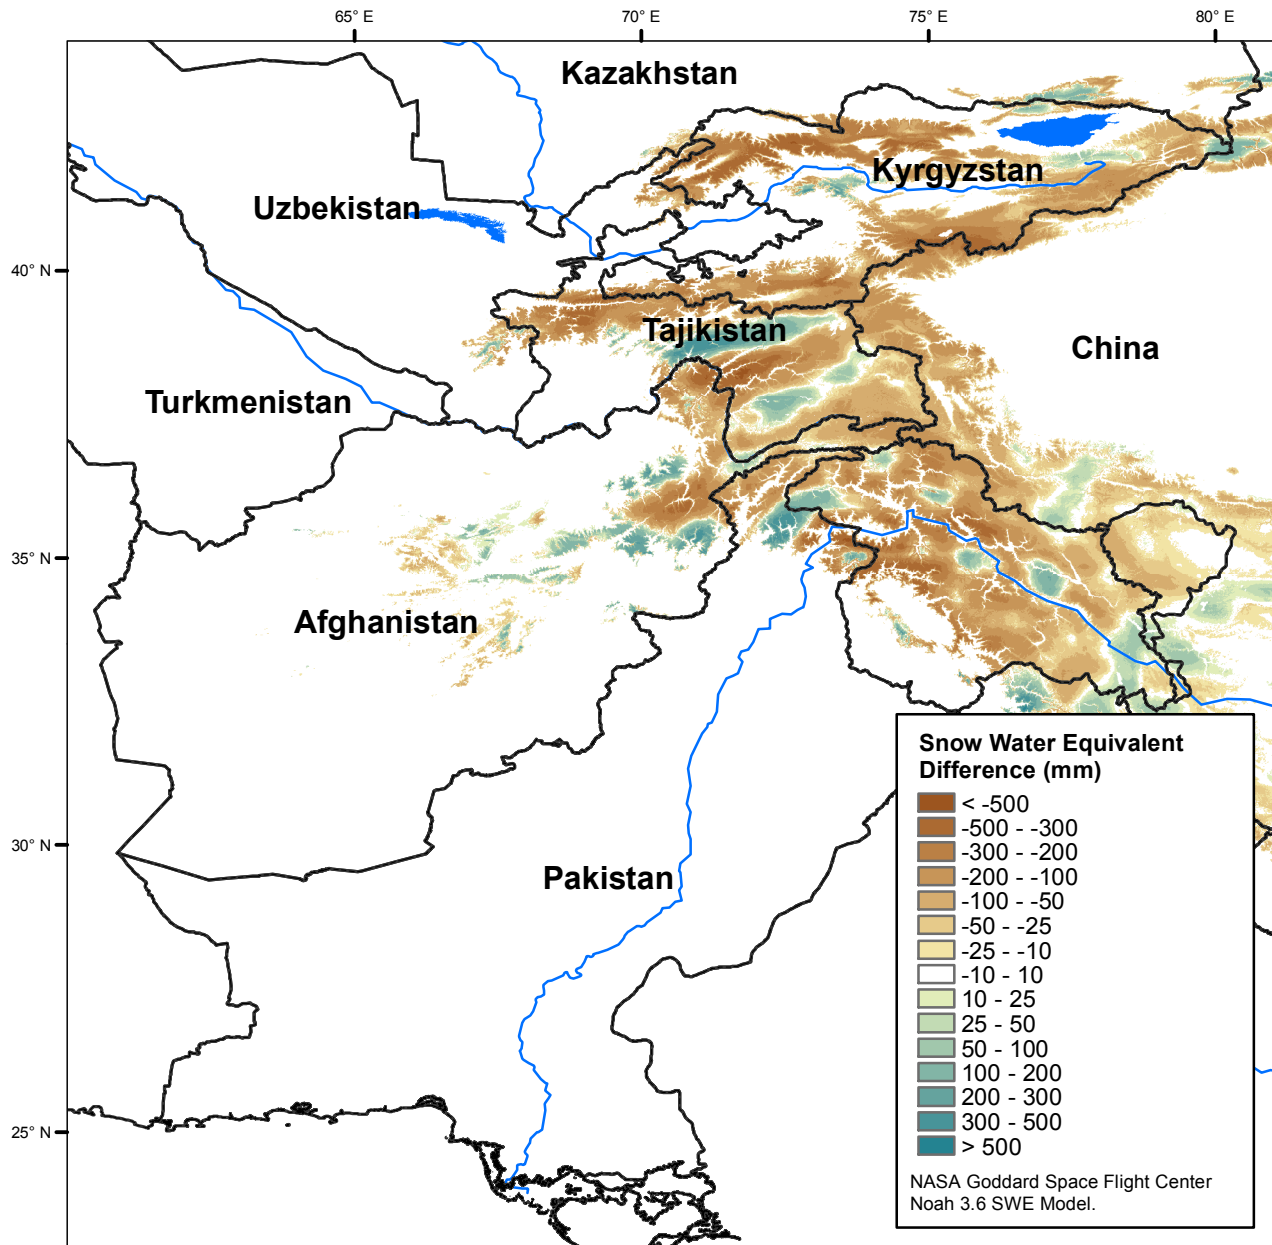 65° E
70° E
75° E
80° E
Kazakhstan
Kyrgyzstan
Uzbekistan
40° N
Tajikistan
China
Turkmenistan
35° N
Afghanistan
Snow Water Equivalent
Difference (mm)
< -500
-500 - -300
-300 - -200
-200 - -100
-100 - -50
-50 - -25
-25 - -10
-10 - 10
10 - 25
25 - 50
50 - 100
100 - 200
200 - 300
300 - 500
> 500
30° N
Pakistan
25° N
NASA Goddard Space Flight Center
Noah 3.6 SWE Model.